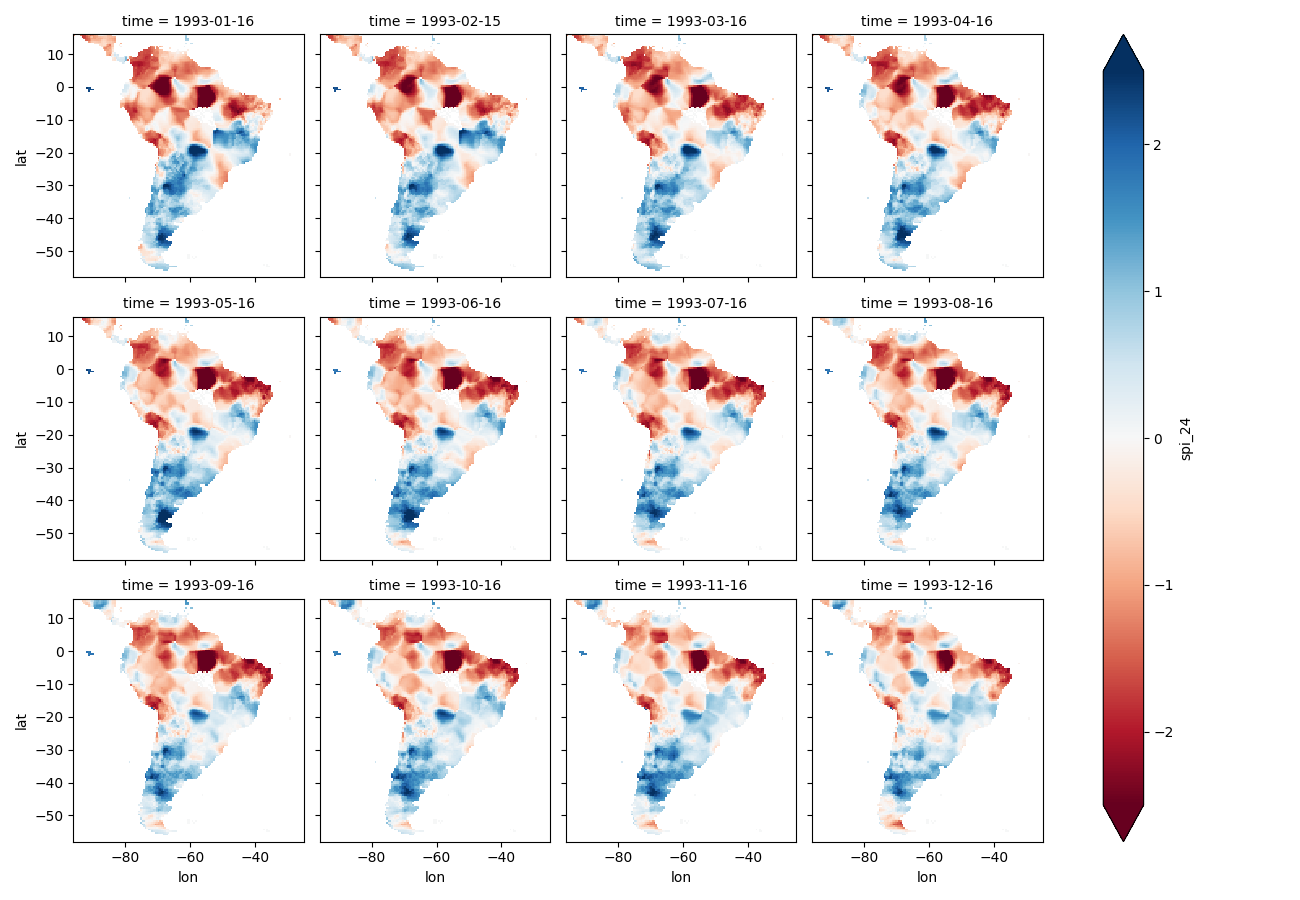 time = 1993-01-16
time = 1993-02-15
time = 1993-03-16
time = 1993-04-16
10
0
−10
−20
−30
−40
−50
lat
time = 1993-05-16
time = 1993-06-16
time = 1993-07-16
time = 1993-08-16
10
0
−10
−20
−30
−40
−50
lat
time = 1993-09-16
time = 1993-10-16
time = 1993-11-16
time = 1993-12-16
10
0
−10
−20
−30
−40
−50
lat
−80
−60
−40
lon
−80
−60
−40
lon
−80
−60
−40
lon
−80
−60
−40
lon
2
1
0
−1
−2
spi_24